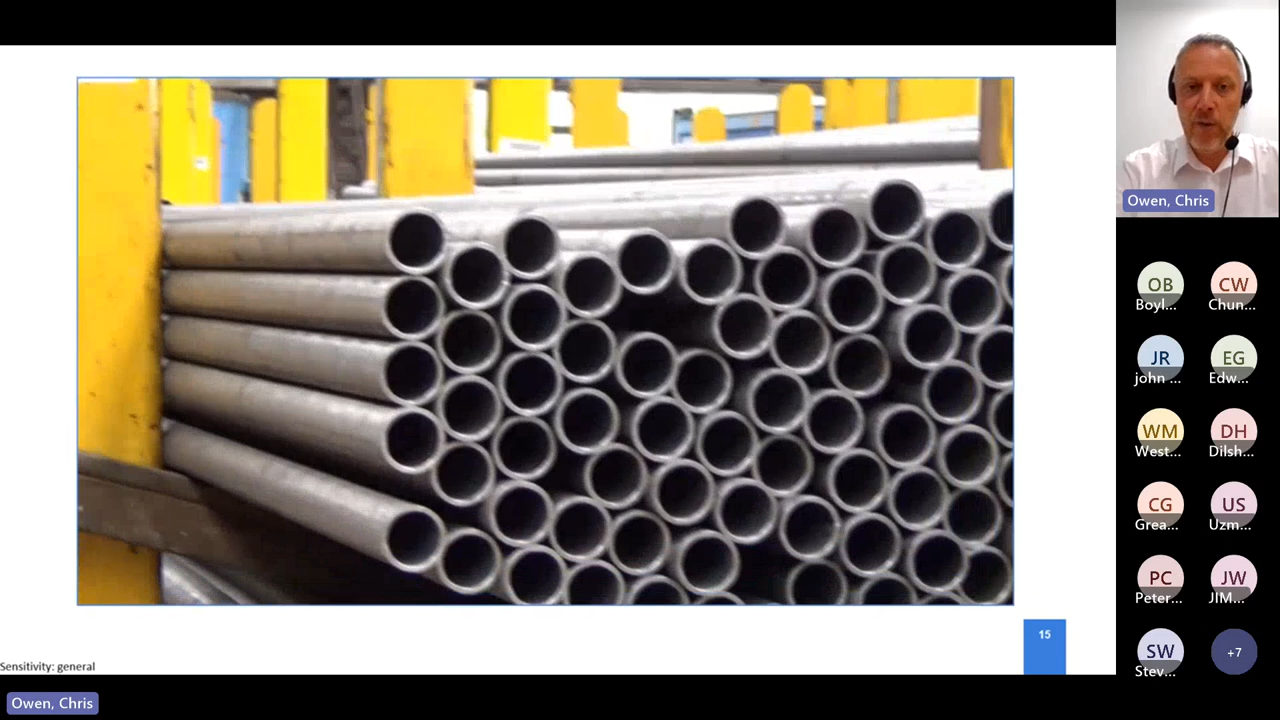 Owen, Chris
OB
Boyl...
CW
Chun...
JR
john ...
EG
Edw...
WM
West...
DH
Dilsh...
CG
Grea...
US
Uzm...
PC
Peter...
JW
JIM...
SW
Stev...
+7
15
Sensitivity: general
Owen, Chris